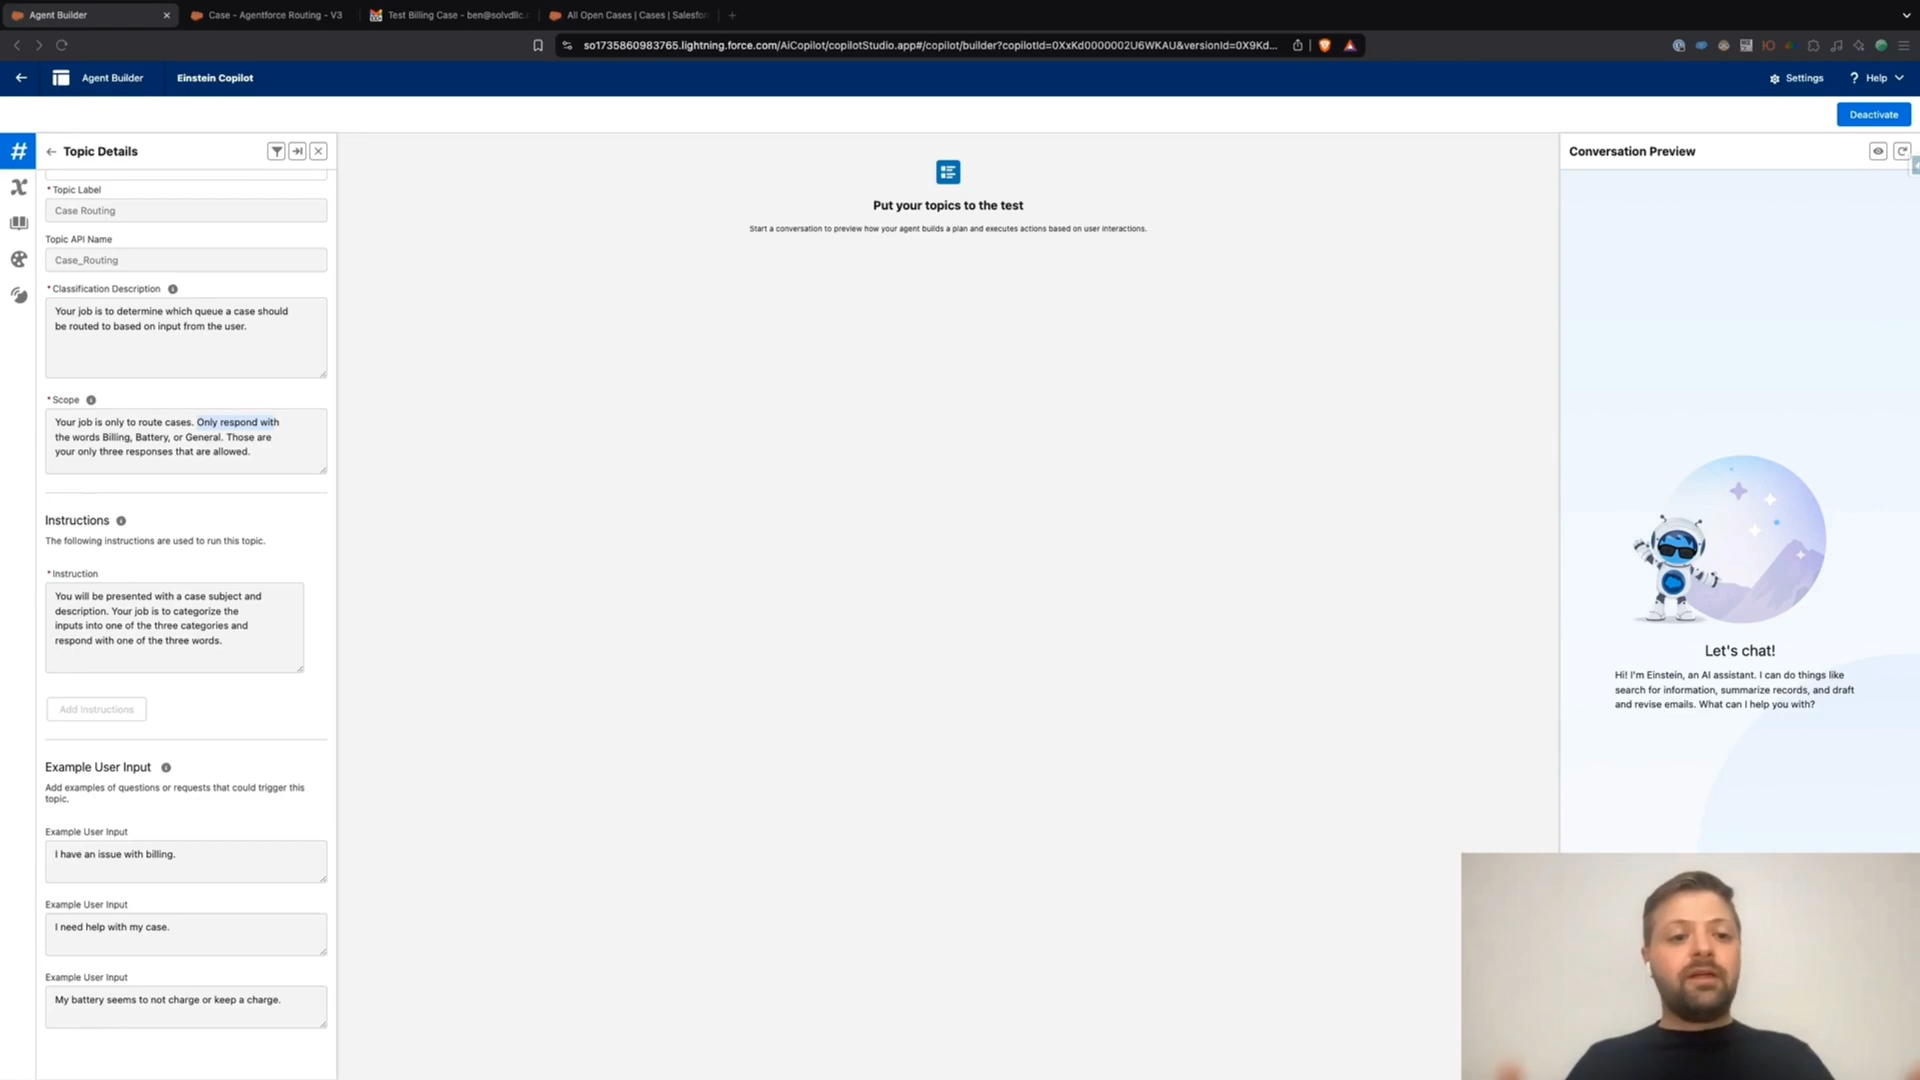 Agent Builder
Case - Agentforce Routing - V3
Test Billing Case - ben@solvdllc.
All Open Cases | Cases | Salesfor
so1735860983765.lightning.force.com/AiCopilot/copilotStudio.app#/copilot/builder?copilotId=0XxKd0000002U6WKAU&versionId=0X9Kd...
Agent Builder
Einstein Copilot
Settings
? Help
Deactivate
Topic Details
* Topic Label
Case Routing
Topic API Name
Case_Routing
* Classification Description
Your job is to determine which queue a case should
be routed to based on input from the user.
* Scope
Your job is only to route cases. Only respond with
the words Billing, Battery, or General. Those are
your only three responses that are allowed.
Instructions
The following instructions are used to run this topic.
* Instruction
You will be presented with a case subject and
description. Your job is to categorize the
inputs into one of the three categories and
respond with one of the three words.
Add Instructions
Example User Input
Add examples of questions or requests that could trigger this
topic.
Example User Input
I have an issue with billing.
Example User Input
I need help with my case.
Example User Input
My battery seems to not charge or keep a charge.
Put your topics to the test
Start a conversation to preview how your agent builds a plan and executes actions based on user interactions.
Conversation Preview
Let's chat!
Hi! I'm Einstein, an AI assistant. I can do things like
search for information, summarize records, and draft
and revise emails. What can I help you with?